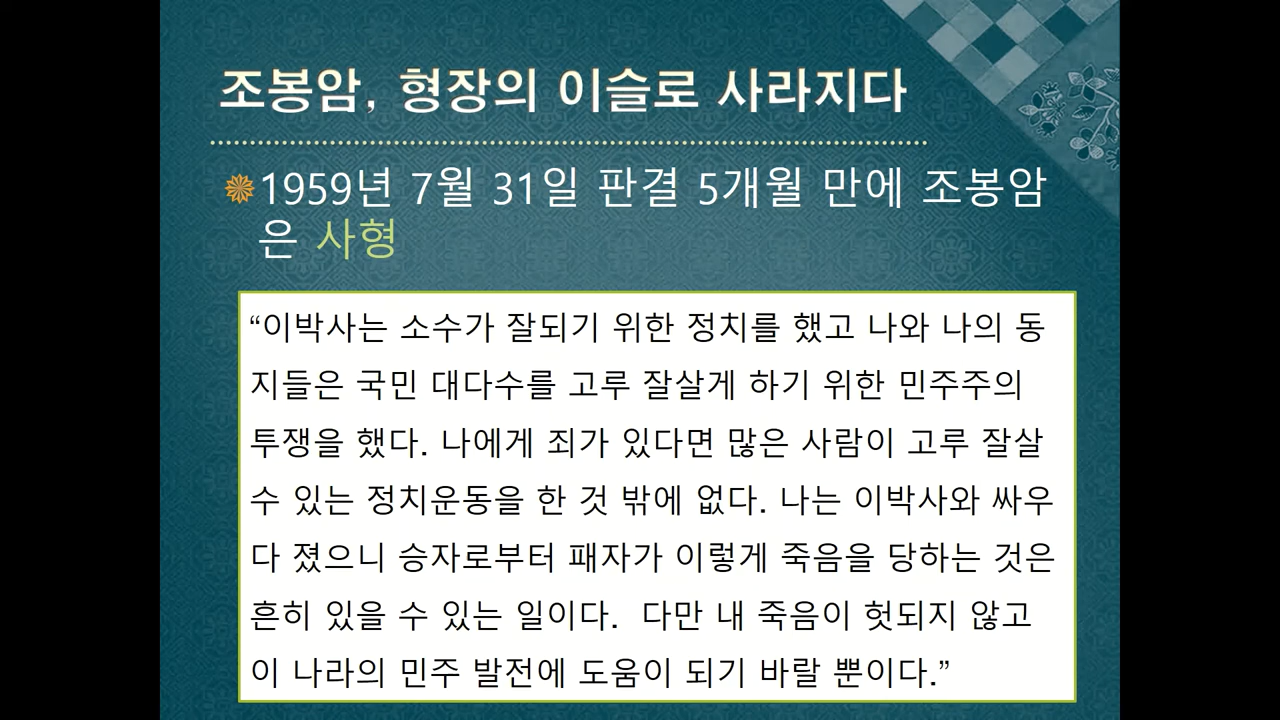 조봉암, 형장의 이슬로 사라지다
1959년 7월 31일 판결 5개월 만에 조봉암
은 사형
“이박사는 소수가 잘되기 위한 정치를 했고 나와 나의 동
지들은 국민 대다수를 고루 잘살게 하기 위한 민주주의
투쟁을 했다. 나에게 죄가 있다면 많은 사람이 고루 잘살
수 있는 정치운동을 한 것 밖에 없다. 나는 이박사와 싸우
다 졌으니 승자로부터 패자가 이렇게 죽음을 당하는 것은
흔히 있을 수 있는 일이다. 다만 내 죽음이 헛되지 않고
이 나라의 민주 발전에 도움이 되기 바랄 뿐이다.”